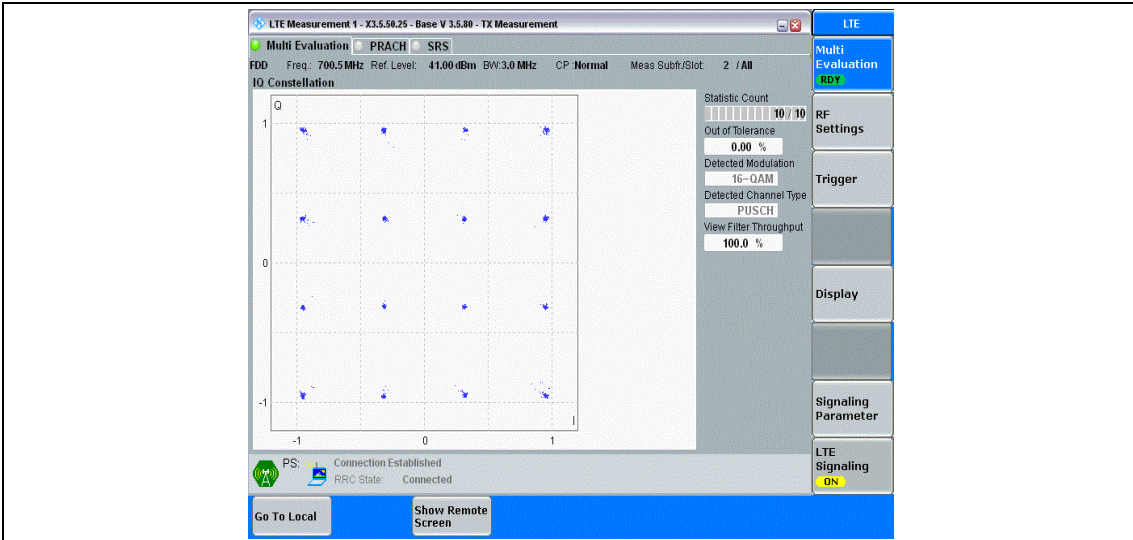 LTE Measurement 1 - X3.5.50.25 - Base V 3.5.80 - TX Measurement
LTE
Multi Evaluation PRACH SRS
FDD Freq.: 700.5 MHz Ref. Level: 41.00 dBm BW:3.0 MHz CP :Normal Meas Subfr./Slot: 2 / All
IQ Constellation
Q
1
0
-1
-1 0 1
I
Statistic Count
10 / 10
Out of Tolerance
0.00 %
Detected Modulation
16-QAM
Detected Channel Type
PUSCH
View Filter Throughput
100.0 %
Multi
Evaluation
RDY
RF
Settings
Trigger
Display
Signaling
Parameter
LTE
Signaling
ON
PS: Connection Established
RRC State: Connected
Go To Local
Show Remote
Screen